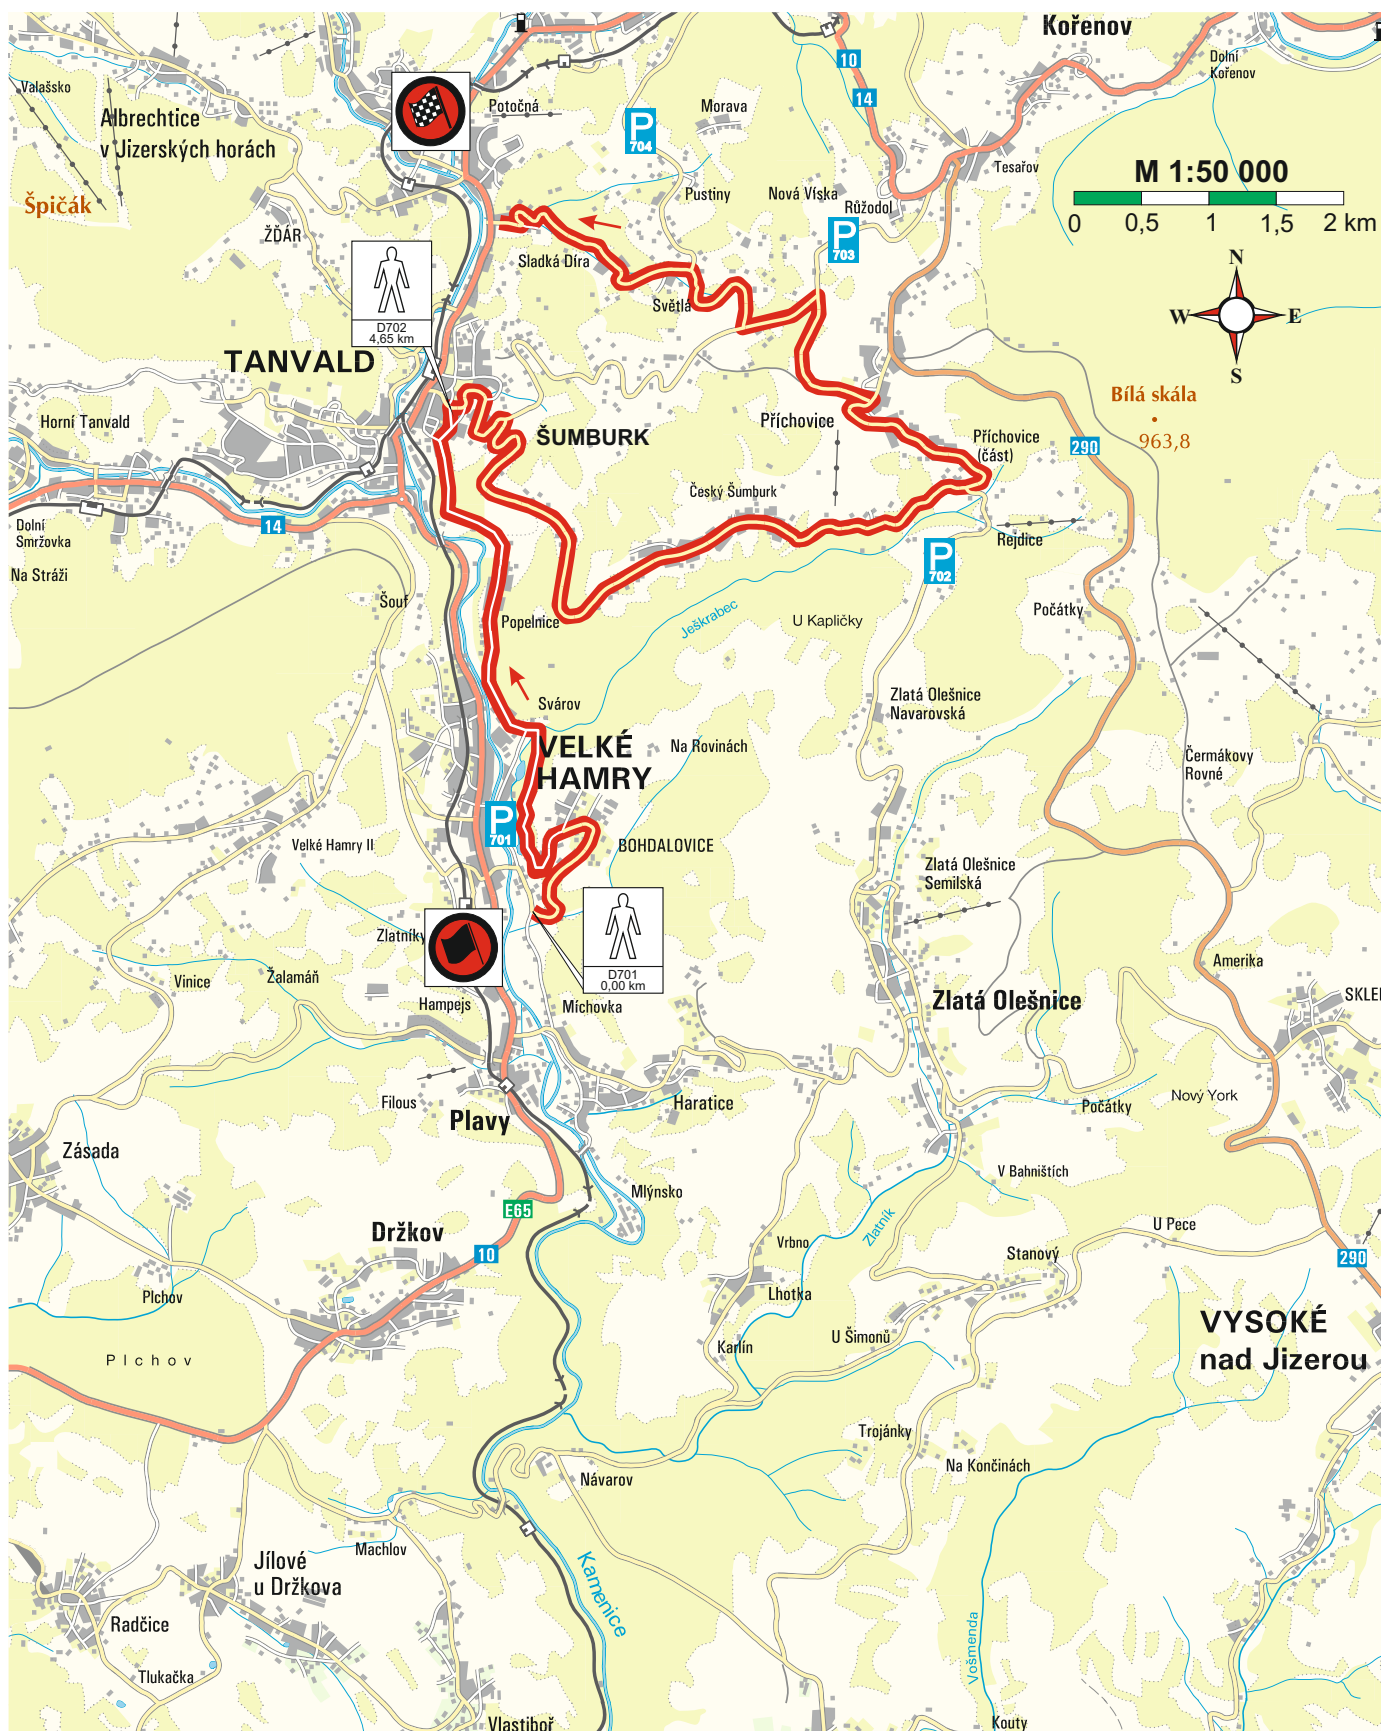 Kořenov
Dolní
Kořenov
10
14
Valašsko
Albrechtice
v Jizerských horách
Potočná
P
704
Morava
Tesařov
M 1:50 000
0 0,5 1 1,5 2 km
Špičák
Pustiny
Nová Víska
Růžodol
P
703
ŽĎÁR
Sladká Díra
Světlá
N
W E
S
D702
4,65 km
TANVALD
Bílá skála
963,8
Horní Tanvald
ŠUMBURK
Příchovice
Příchovice
(část)
290
Český Šumburk
14
Dolní
Smržovka
Na Stráži
Rejdice
P
702
Šouf
Popelnice
Ješkrabec
U Kapličky
Počátky
Svárov
Zlatá Olešnice
Navarovská
VELKÉ
HAMRY
Na Rovinách
Čermákovy
Rovné
P
701
Velké Hamry II
BOHDALOVICE
Zlatá Olešnice
Semilská
Zlatníky
D701
0,00 km
Vinice
Žalamáň
Hampejs
Míchovka
Zlatá Olešnice
Amerika
SKLE
Filous
Plavy
Haratice
Počátky
Nový York
Zásada
V Bahništích
Mlýnsko
E65
Držkov
10
Zlatník
Vrbno
U Pece
Stanový
290
Plchov
Lhotka
U Šimonů
VYSOKÉ
nad Jizerou
Plchov
Karlín
Trojánky
Na Končinách
Návarov
Machlov
Jílové
u Držkova
Kamenice
Radčice
Vošmenda
Tlukačka
Vlastiboř
Kouty